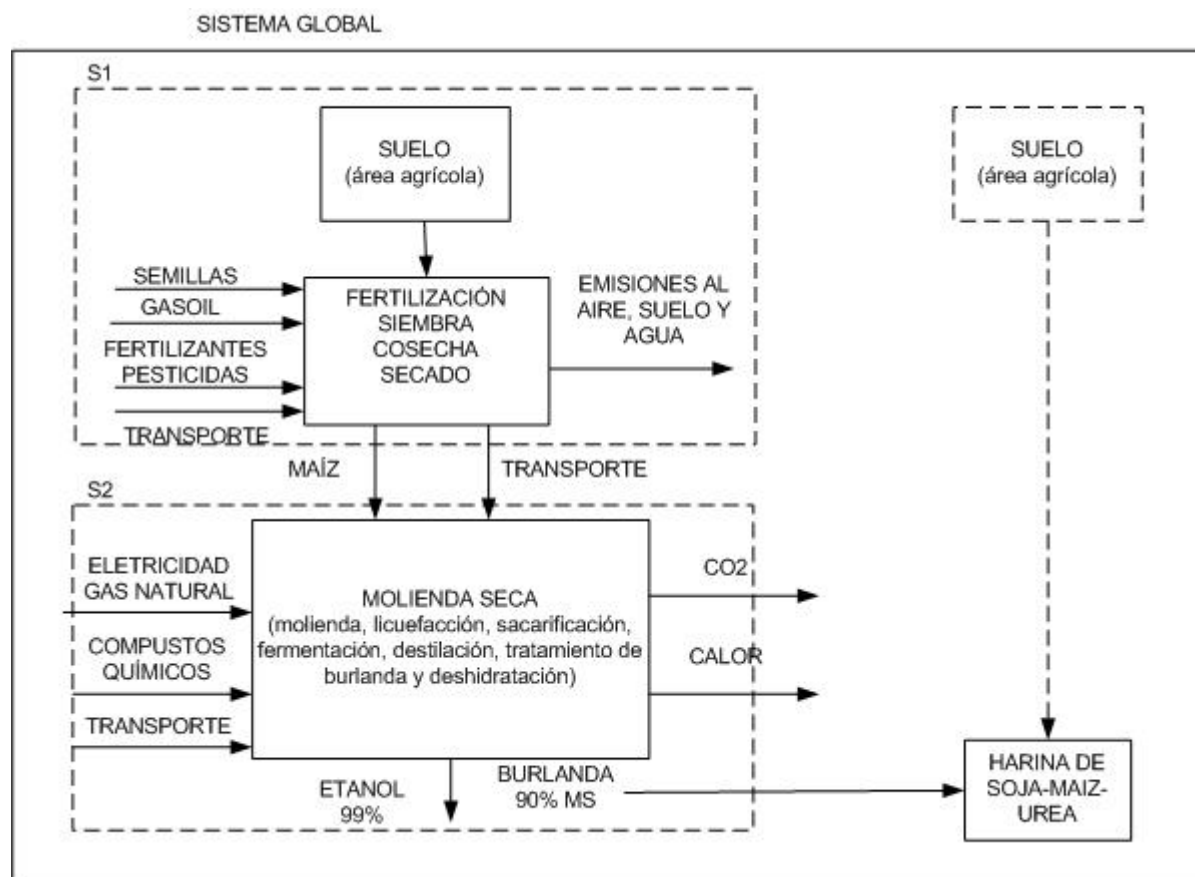 SISTEMA GLOBAL
S1
SUELO
(área agrícola)
SUELO
(área agrícola)
SEMILLAS
GASOIL
FERTILIZANTES
PESTICIDAS
TRANSPORTE
FERTILIZACIÓN
SIEMBRA
COSECHA
SECADO
EMISIONES AL
AIRE, SUELO Y
AGUA
MAÍZ
TRANSPORTE
S2
ELETRICIDAD
GAS NATURAL
COMPUSTOS
QUÍMICOS
TRANSPORTE
MOLIENDA SECA
(molienda, licuefacción, sacarificación,
fermentación, destilación, tratamiento de
burlanda y deshidratación)
CO2
CALOR
ETANOL
99%
BURLANDA
90% MS
HARINA DE
SOJA-MAIZ-
UREA